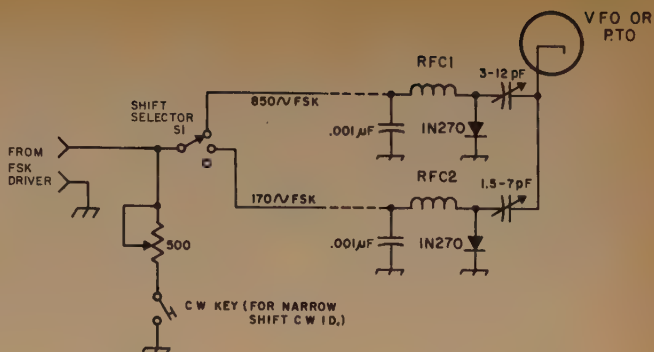 VFO OR
PTO
RFC1
3-12 pF
850~FSK
SHIFT
SELECTOR
S1
.001µF
1N270
FROM
FSK
DRIVER
RFC2
1.5-7pF
170~FSK
500
.001µF
1N270
CW KEY (FOR NARROW
SHIFT CW I D.)